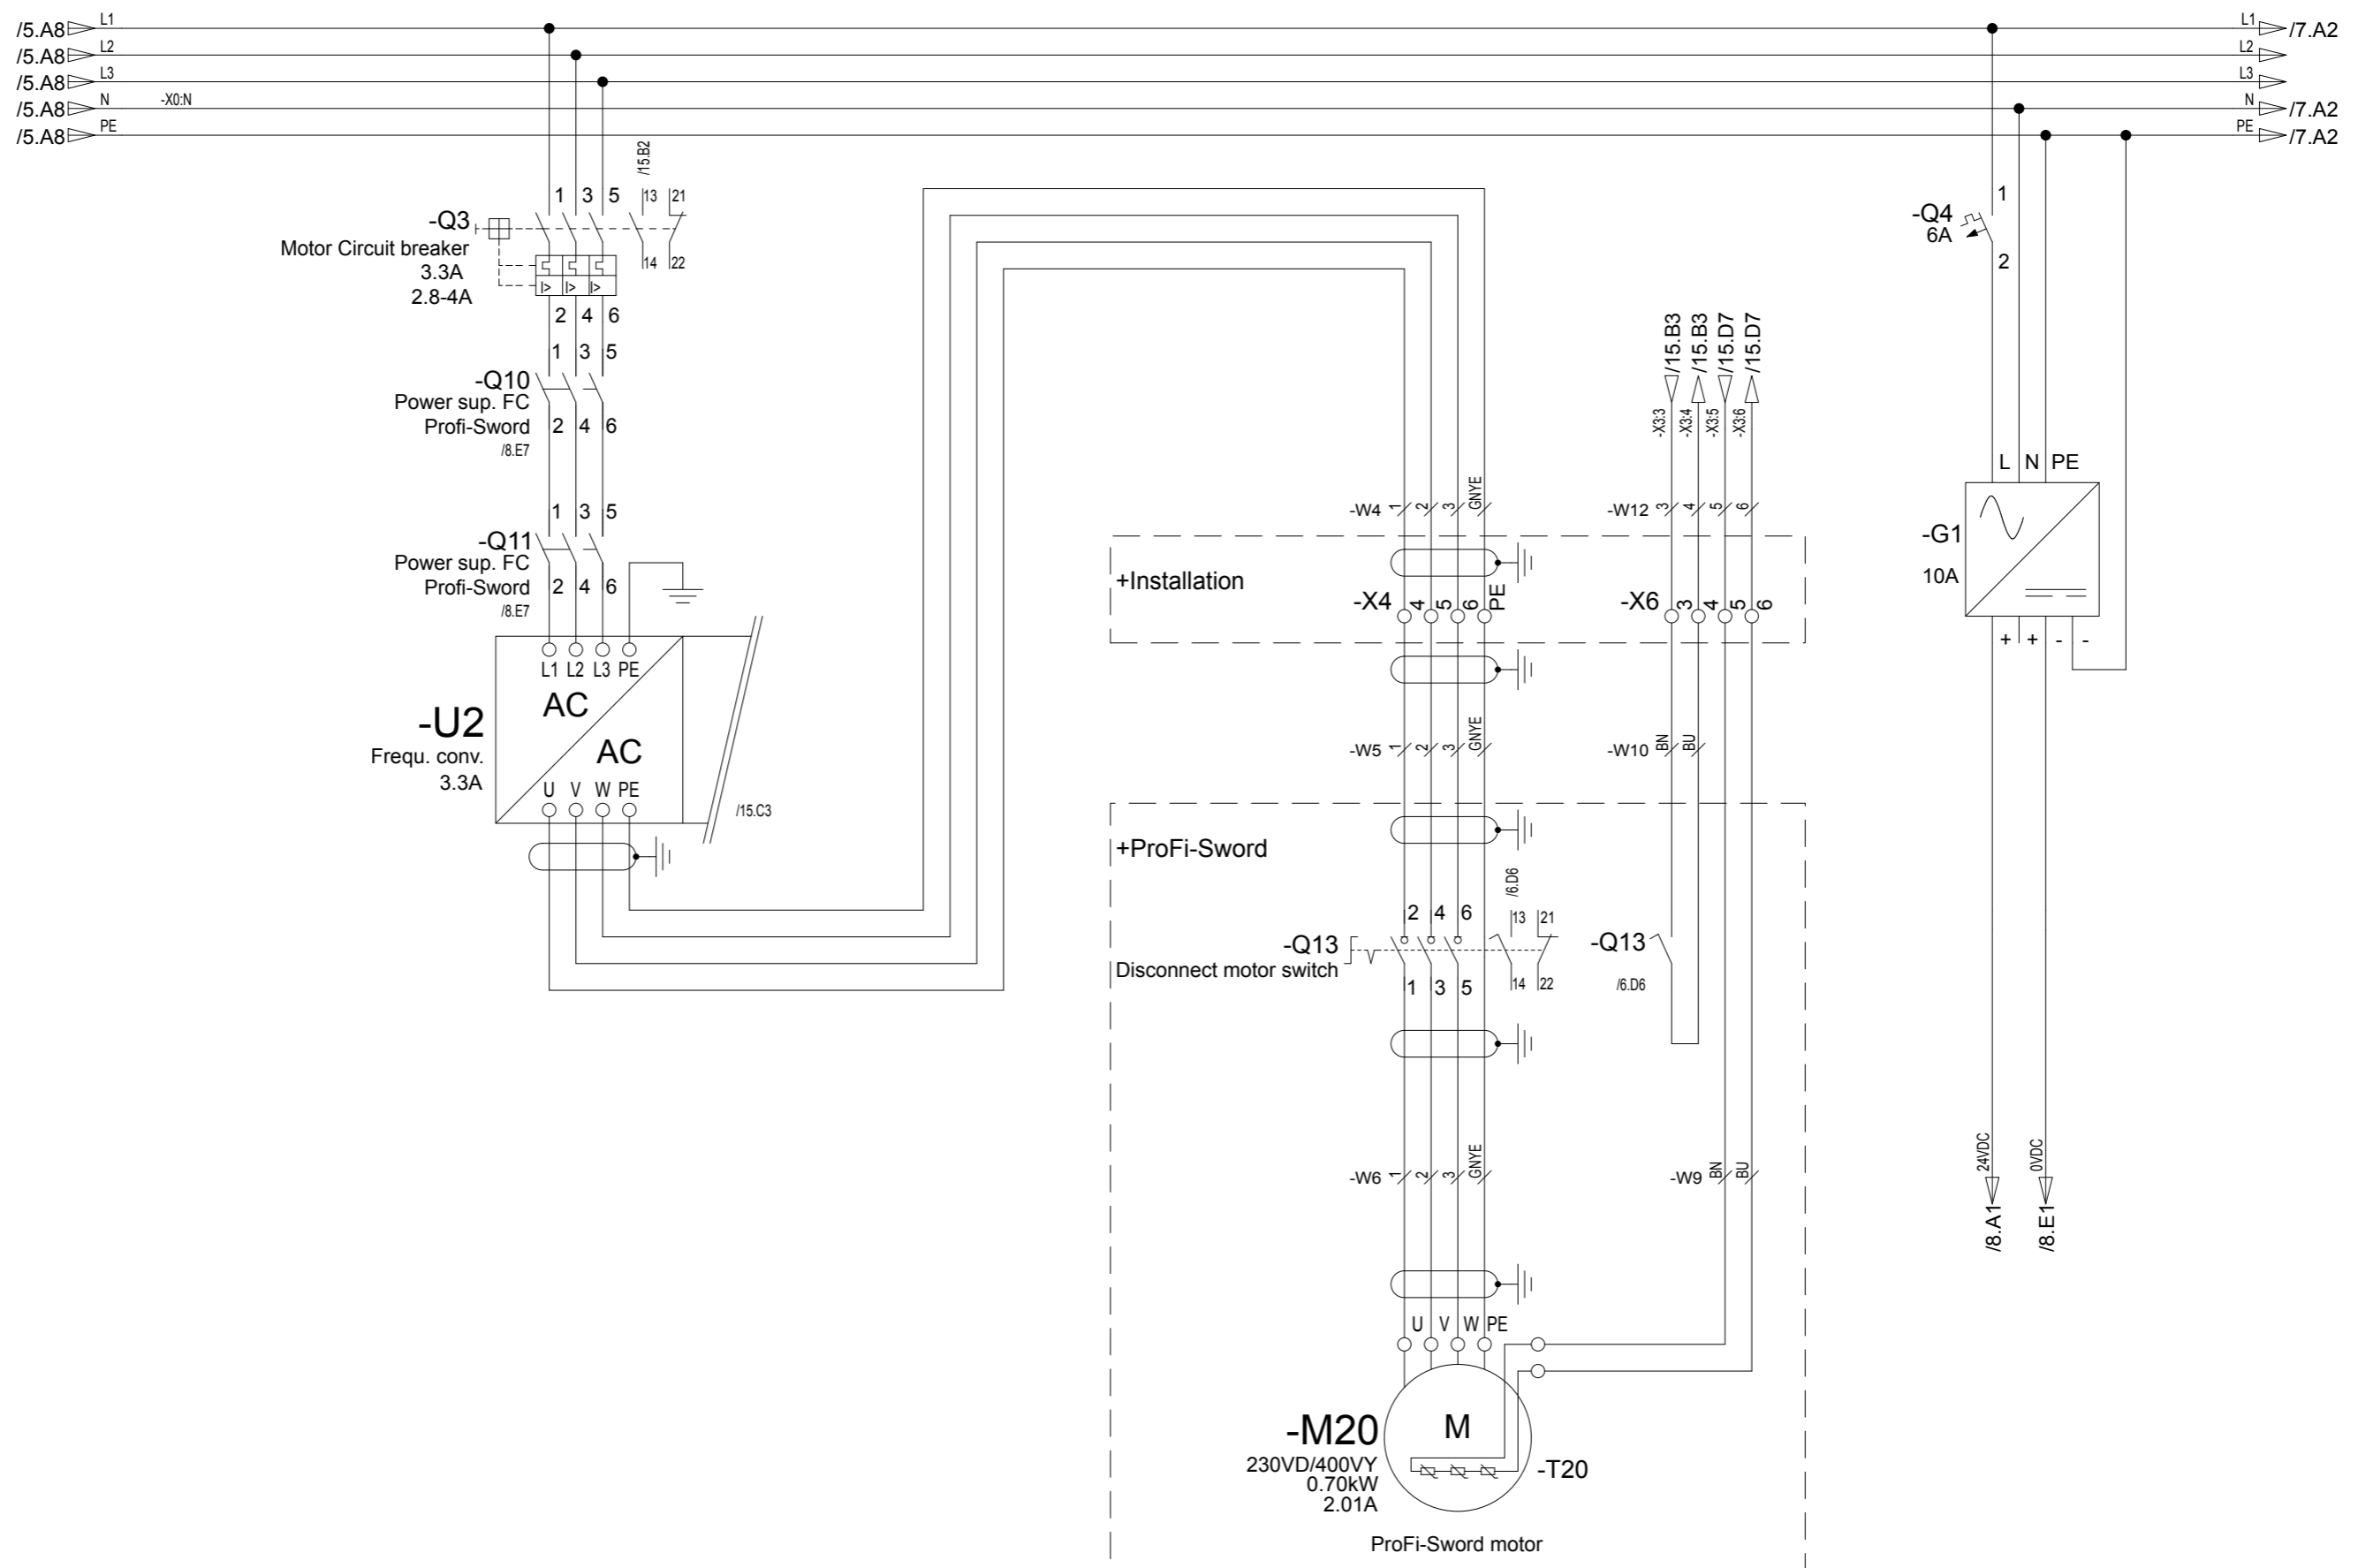 /5.A8 L1 L1 /7.A2
/5.A8 L2 L2
/5.A8 L3 L3
/5.A8 N -X0:N N /7.A2
/5.A8 PE PE /7.A2
/15.B2
1 3 5 13 21
-Q3
Motor Circuit breaker
3.3A
2.8-4A
I> I> I>
14 22
2 4 6
1 3 5
-Q10
Power sup. FC
Profi-Sword
/8.E7
2 4 6
1 3 5
-Q11
Power sup. FC
Profi-Sword
/8.E7
2 4 6
L1 L2 L3 PE
AC
AC
-U2
Frequ. conv.
3.3A
U V W PE
/15.C3
/15.B3 /15.B3 /15.D7 /15.D7
-X3:3 -X3:4 -X3:5 -X3:6
-W4 1 2 3 GNYE
-W12 3 4 5 6
+Installation
-X4 4 5 6 PE
-X6 3 4 5 6
-W5 1 2 3 GNYE
-W10 BN BU
+ProFi-Sword
/6.D6
2 4 6 13 21
-Q13
Disconnect motor switch
1 3 5 14 22
-Q13
/6.D6
-W6 1 2 3 GNYE
-W9 BN BU
U V W PE
-M20
M
230VD/400VY
0.70kW
2.01A
-T20
ProFi-Sword motor
1
-Q4
6A
2
L N PE
-G1
10A
+ + - -
24VDC 0VDC
/8.A1 /8.E1